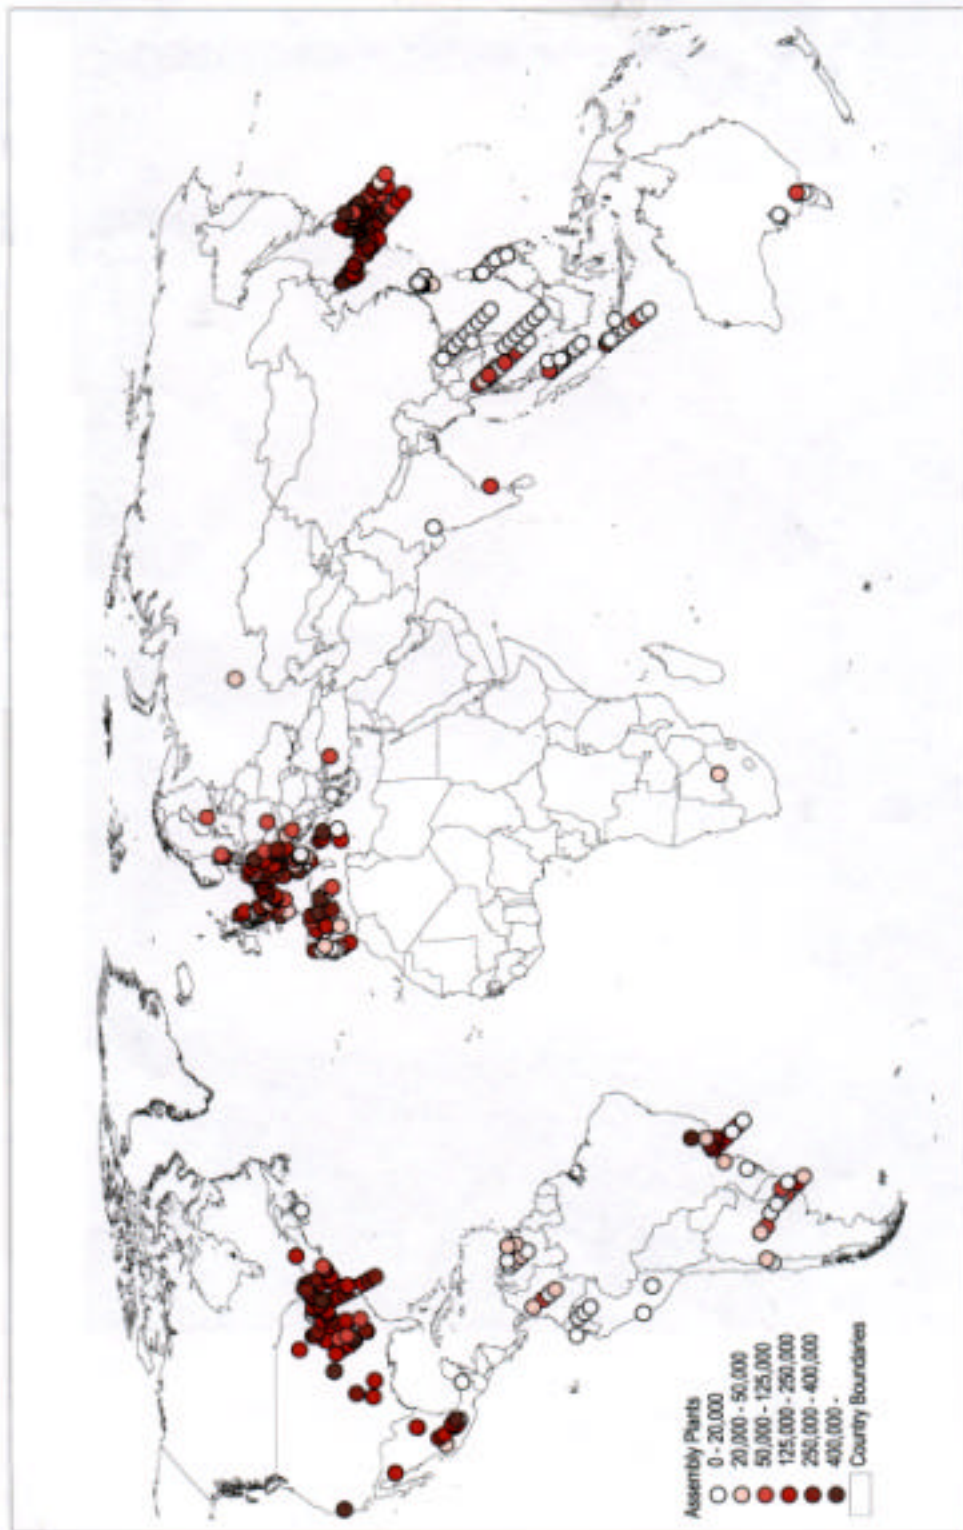 Assembly Plants
0 - 20,000
20,000 - 50,000
50,000 - 125,000
125,000 - 250,000
250,000 - 400,000
400,000 -
Country Boundaries